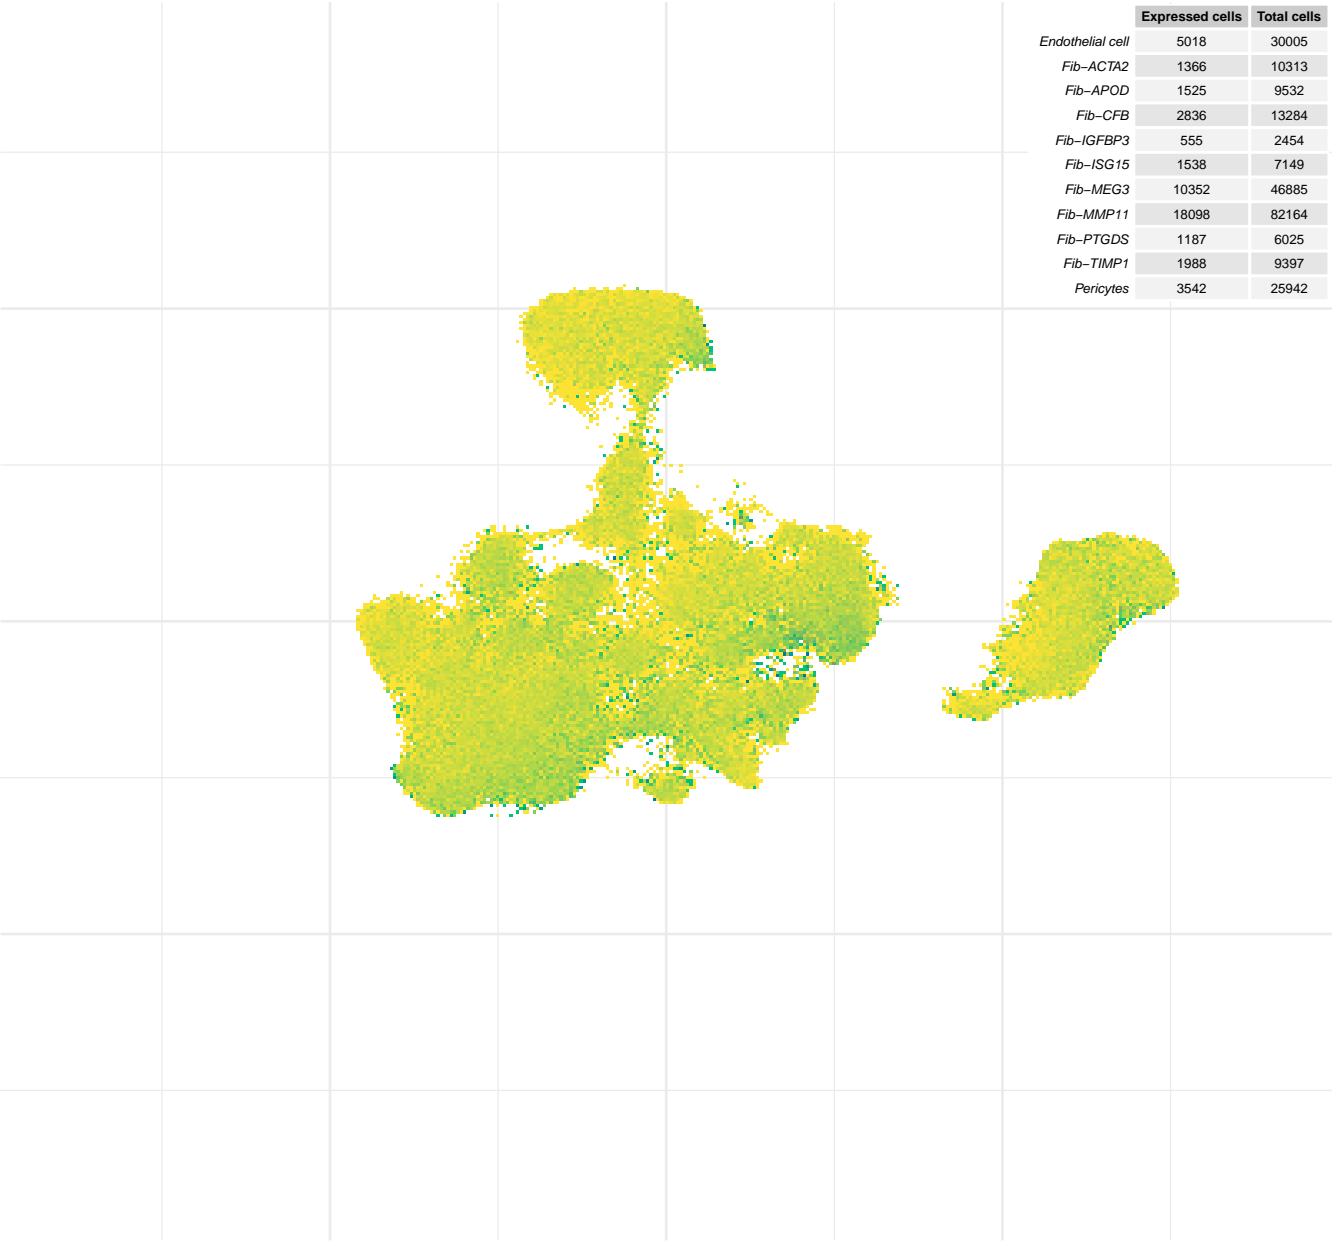 Expressed cells Total cells
Endothelial cell 5018 30005
Fib−ACTA2 1366 10313
Fib−APOD 1525 9532
Fib−CFB 2836 13284
Fib−IGFBP3 555 2454
Fib−ISG15 1538 7149
Fib−MEG3 10352 46885
Fib−MMP11 18098 82164
Fib−PTGDS 1187 6025
Fib−TIMP1 1988 9397
Pericytes 3542 25942